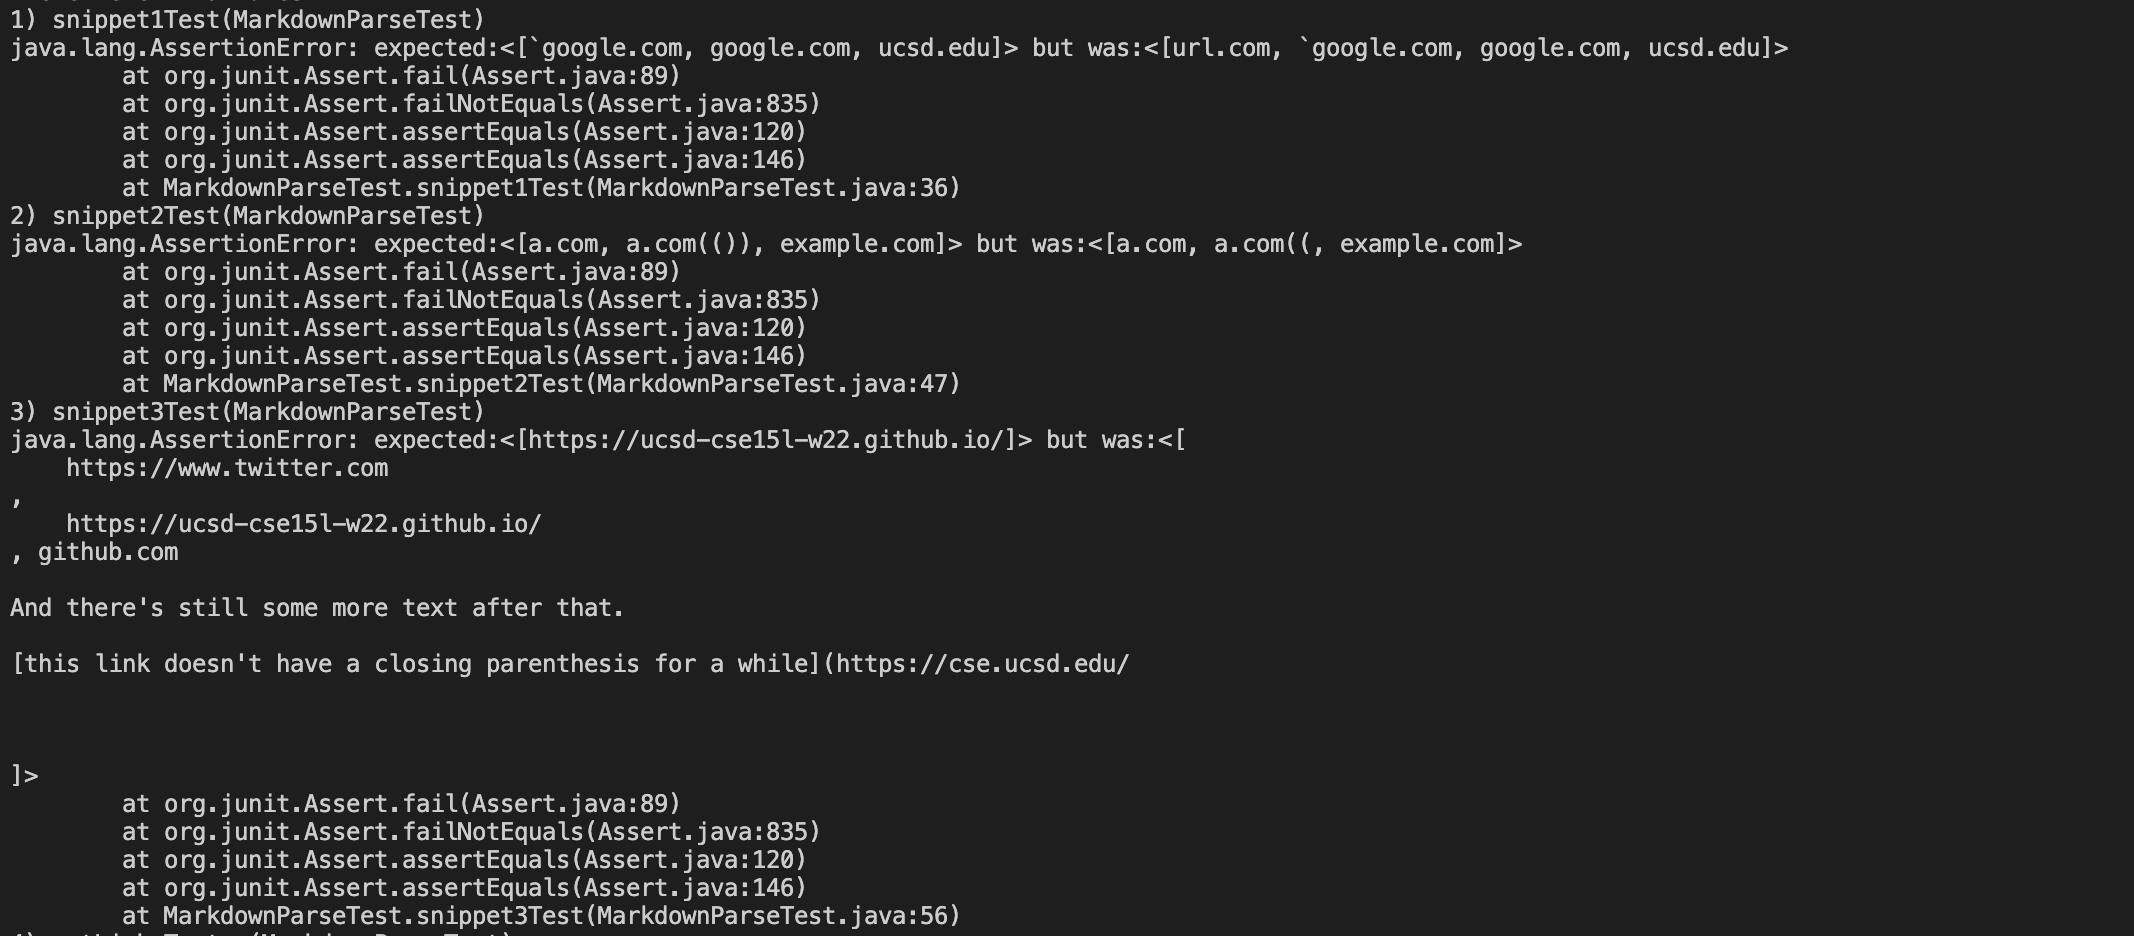 1) snippet1Test(MarkdownParseTest)
java.lang.AssertionError: expected:<[`google.com, google.com, ucsd.edu]> but was:<[url.com, `google.com, google.com, ucsd.edu]>
        at org.junit.Assert.fail(Assert.java:89)
        at org.junit.Assert.failNotEquals(Assert.java:835)
        at org.junit.Assert.assertEquals(Assert.java:120)
        at org.junit.Assert.assertEquals(Assert.java:146)
        at MarkdownParseTest.snippet1Test(MarkdownParseTest.java:36)
2) snippet2Test(MarkdownParseTest)
java.lang.AssertionError: expected:<[a.com, a.com(()), example.com]> but was:<[a.com, a.com((, example.com]>
        at org.junit.Assert.fail(Assert.java:89)
        at org.junit.Assert.failNotEquals(Assert.java:835)
        at org.junit.Assert.assertEquals(Assert.java:120)
        at org.junit.Assert.assertEquals(Assert.java:146)
        at MarkdownParseTest.snippet2Test(MarkdownParseTest.java:47)
3) snippet3Test(MarkdownParseTest)
java.lang.AssertionError: expected:<[https://ucsd-cse15l-w22.github.io/]> but was:<[
    https://www.twitter.com
,
    https://ucsd-cse15l-w22.github.io/
, github.com

And there's still some more text after that.

[this link doesn't have a closing parenthesis for a while](https://cse.ucsd.edu/



]>
        at org.junit.Assert.fail(Assert.java:89)
        at org.junit.Assert.failNotEquals(Assert.java:835)
        at org.junit.Assert.assertEquals(Assert.java:120)
        at org.junit.Assert.assertEquals(Assert.java:146)
        at MarkdownParseTest.snippet3Test(MarkdownParseTest.java:56)